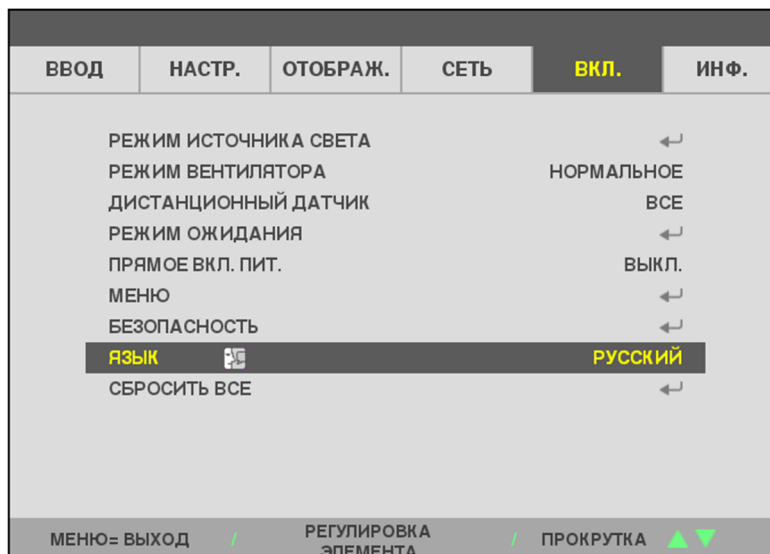 ВВОД НАСТР. ОТОБРАЖ. СЕТЬ ВКЛ. ИНФ.
РЕЖИМ ИСТОЧНИКА СВЕТА
РЕЖИМ ВЕНТИЛЯТОРА НОРМАЛЬНОЕ
ДИСТАНЦИОННЫЙ ДАТЧИК ВСЕ
РЕЖИМ ОЖИДАНИЯ
ПРЯМОЕ ВКЛ. ПИТ. ВЫКЛ.
МЕНЮ
БЕЗОПАСНОСТЬ
ЯЗЫК РУССКИЙ
СБРОСИТЬ ВСЕ
МЕНЮ= ВЫХОД / РЕГУЛИРОВКА / ПРОКРУТКА
ЭЛЕМЕНТА